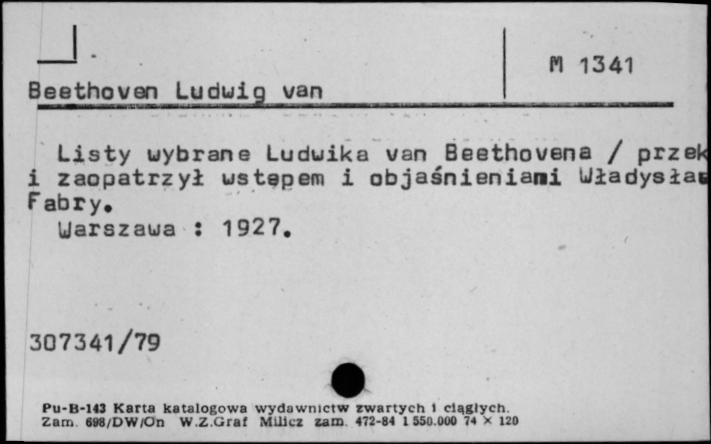 M 1341
Beethoven Ludwig van
Listy wybrane Ludwika van Beethovena / przek
i zaopatrzył wstępem i objaśnieniami Władysław
Fabry.
Warszawa : 1927.
307341/79
Pu-B-143 Karta katalogowa wydawnictw zwartych i ciągłych.
Zam. 698/DW/On W.Z.Graf Milicz zam. 472-84 1 550.000 74 × 120